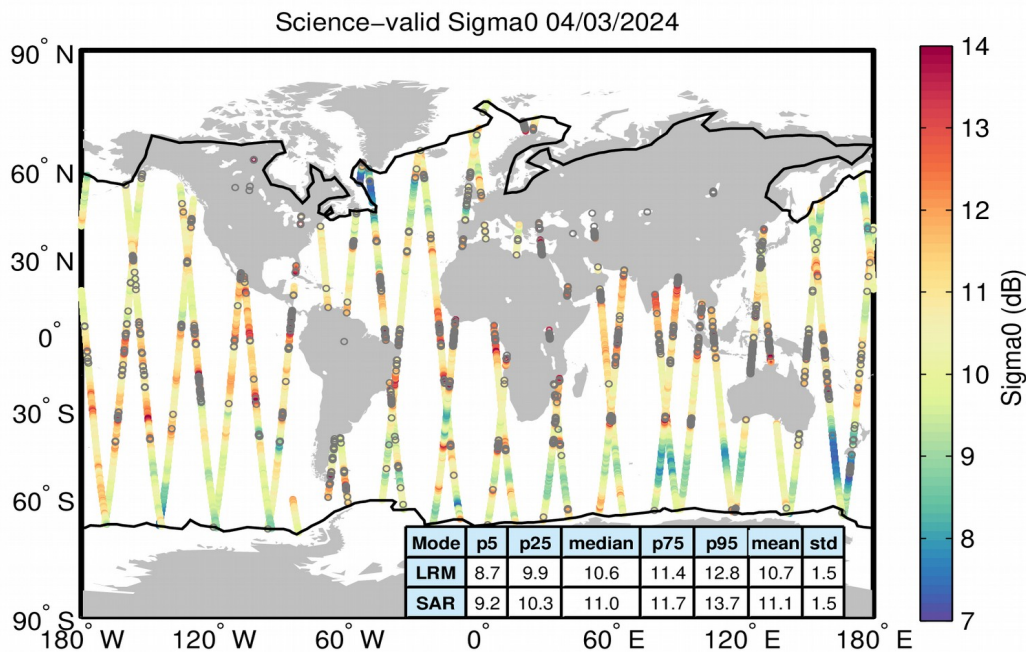 Science–valid Sigma0 04/03/2024
90° N
60° N
30° N
0°
30° S
60° S
90° S
180° W
120° W
60° W
0°
60° E
120° E
180° E
14
13
12
11
10
9
8
7
Sigma0 (dB)
Mode p5 p25 median p75 p95 mean std
LRM 8.7 9.9 10.6 11.4 12.8 10.7 1.5
SAR 9.2 10.3 11.0 11.7 13.7 11.1 1.5